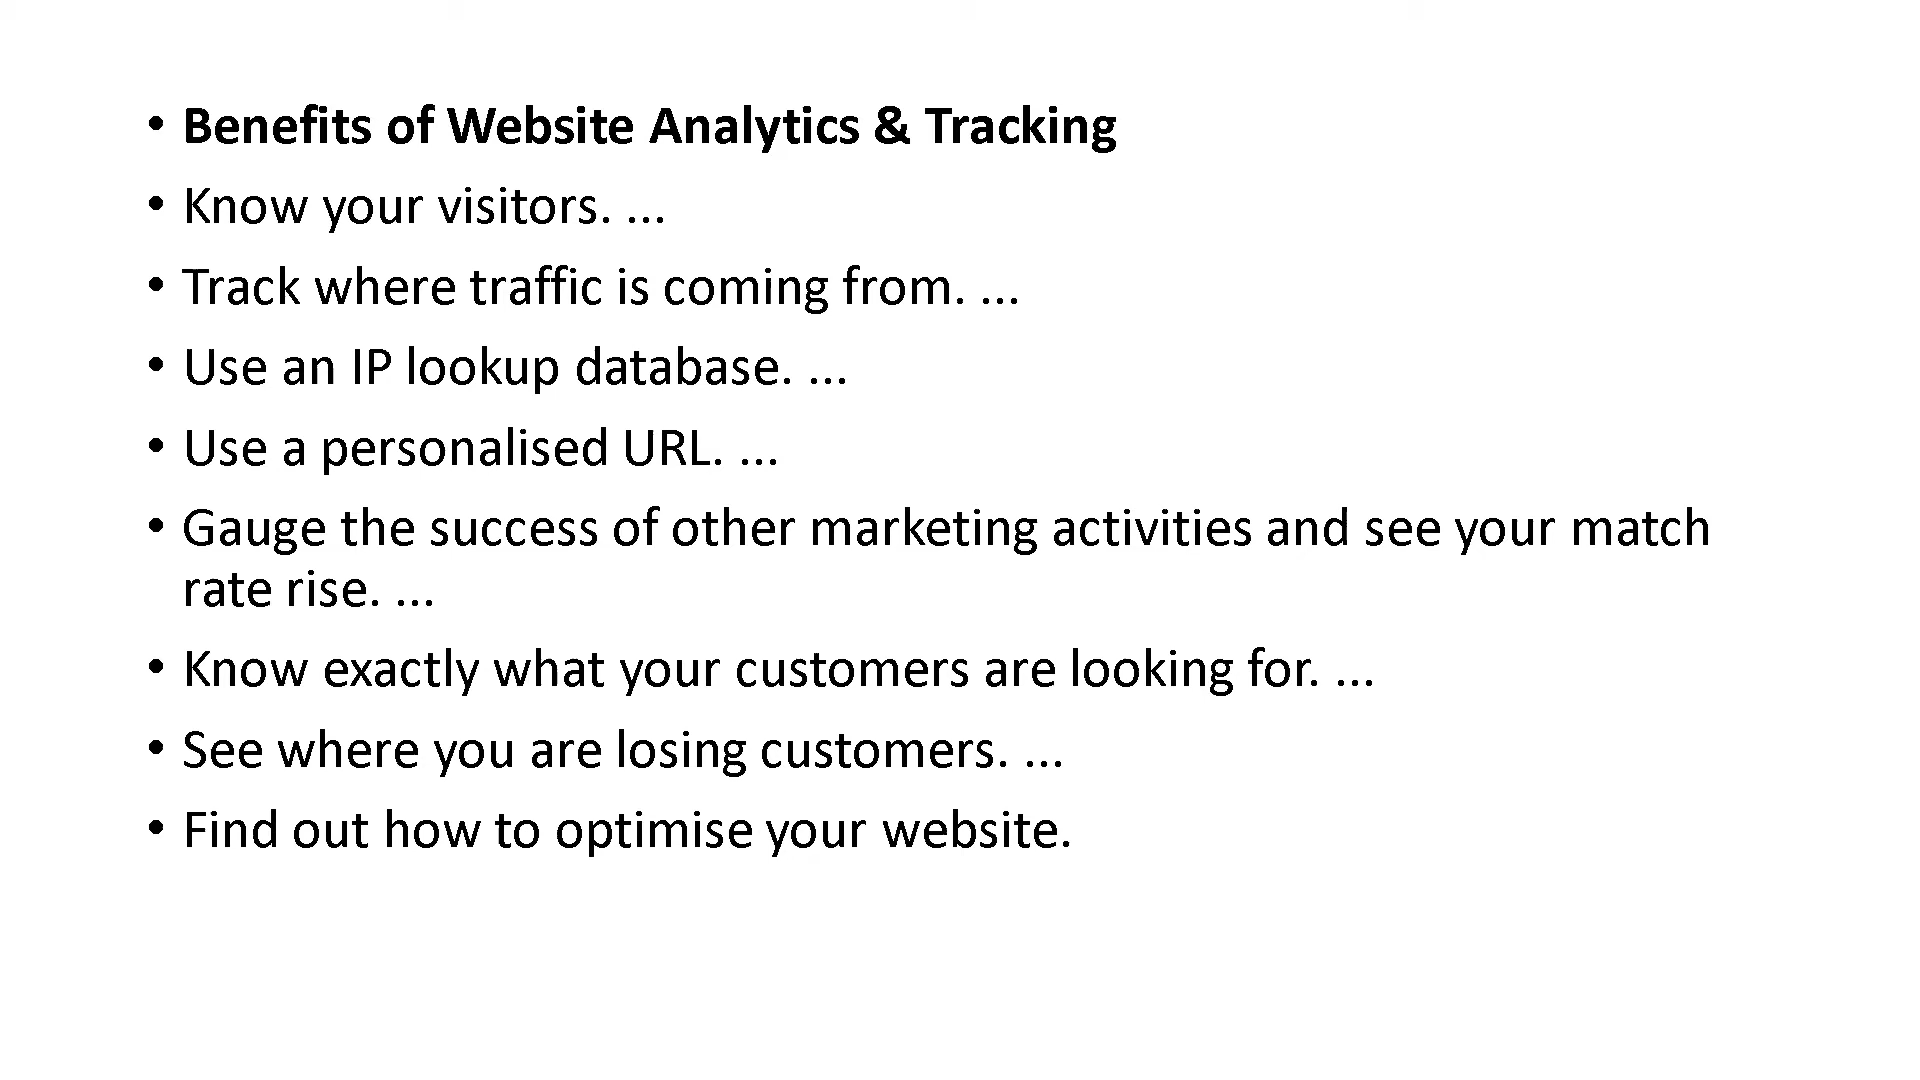 • Benefits of Website Analytics & Tracking
• Know your visitors. ...
• Track where traffic is coming from. ...
• Use an IP lookup database. ...
• Use a personalised URL. ...
• Gauge the success of other marketing activities and see your match
rate rise. ...
• Know exactly what your customers are looking for. ...
• See where you are losing customers. ...
• Find out how to optimise your website.